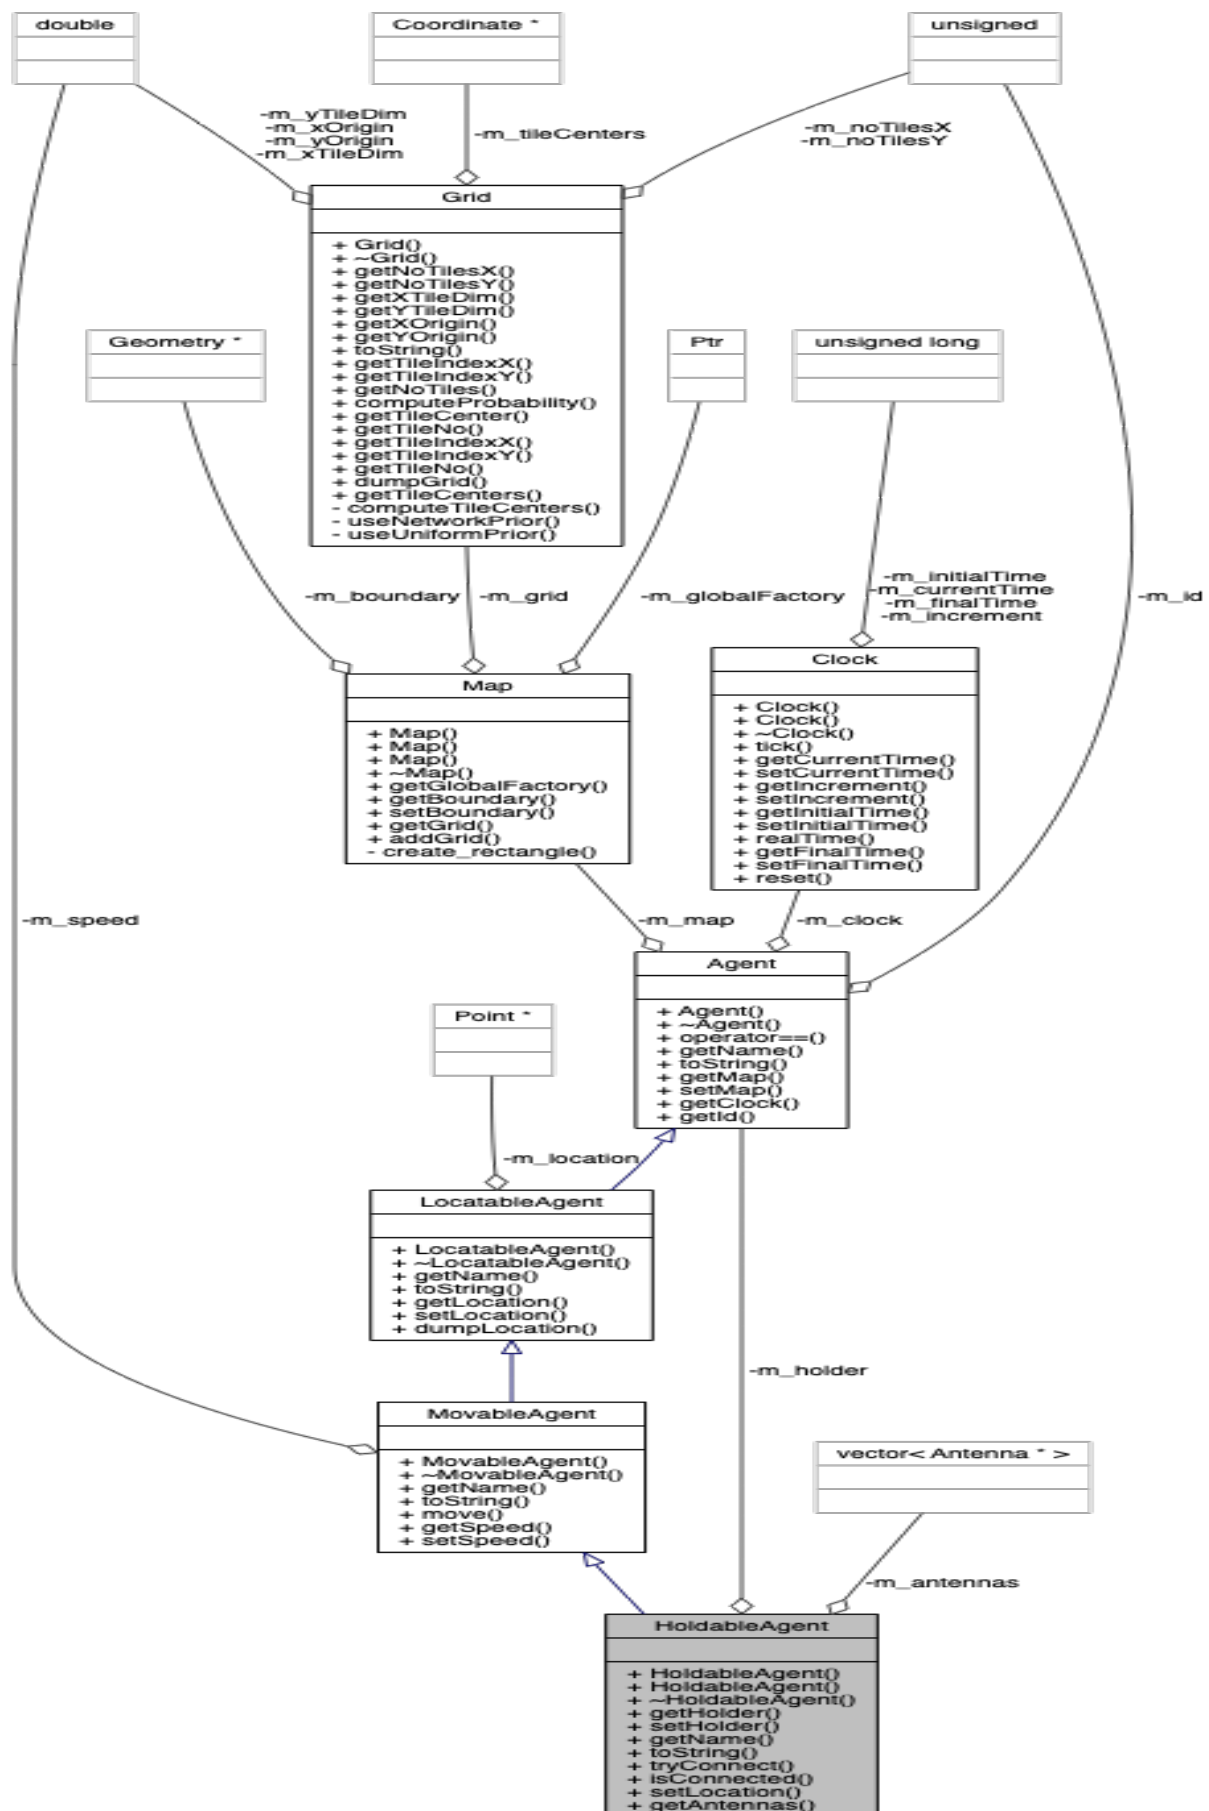 double
Coordinate *
unsigned
-m_yTileDim
-m_xOrigin
-m_yOrigin
-m_xTileDim
-m_tileCenters
-m_noTilesX
-m_noTilesY
Grid
+ Grid()
+ ~Grid()
+ getNoTilesX()
+ getNoTilesY()
+ getXTileDim()
+ getYTileDim()
+ getXOrigin()
+ getYOrigin()
+ toString()
+ getTileIndexX()
+ getTileIndexY()
+ getNoTiles()
+ computeProbability()
+ getTileCenter()
+ getTileNo()
+ getTileIndexX()
+ getTileIndexY()
+ getTileNo()
+ dumpGrid()
+ getTileCenters()
- computeTileCenters()
- useNetworkPrior()
- useUniformPrior()
Geometry *
Ptr
unsigned long
-m_boundary
-m_grid
-m_globalFactory
-m_initialTime
-m_currentTime
-m_finalTime
-m_increment
-m_id
Map
+ Map()
+ Map()
+ Map()
+ ~Map()
+ getGlobalFactory()
+ getBoundary()
+ setBoundary()
+ getGrid()
+ addGrid()
- create_rectangle()
Clock
+ Clock()
+ Clock()
+ ~Clock()
+ tick()
+ getCurrentTime()
+ setCurrentTime()
+ getIncrement()
+ setIncrement()
+ getInitialTime()
+ setInitialTime()
+ realTime()
+ getFinalTime()
+ setFinalTime()
+ reset()
-m_speed
-m_map
-m_clock
Agent
+ Agent()
+ ~Agent()
+ operator==()
+ getName()
+ toString()
+ getMap()
+ setMap()
+ getClock()
+ getId()
Point *
-m_location
LocatableAgent
+ LocatableAgent()
+ ~LocatableAgent()
+ getName()
+ toString()
+ getLocation()
+ setLocation()
+ dumpLocation()
-m_holder
MovableAgent
+ MovableAgent()
+ ~MovableAgent()
+ getName()
+ toString()
+ move()
+ getSpeed()
+ setSpeed()
vector< Antenna * >
-m_antennas
HoldableAgent
+ HoldableAgent()
+ HoldableAgent()
+ ~HoldableAgent()
+ getHolder()
+ setHolder()
+ getName()
+ toString()
+ tryConnect()
+ isConnected()
+ setLocation()
+ getAntennas()